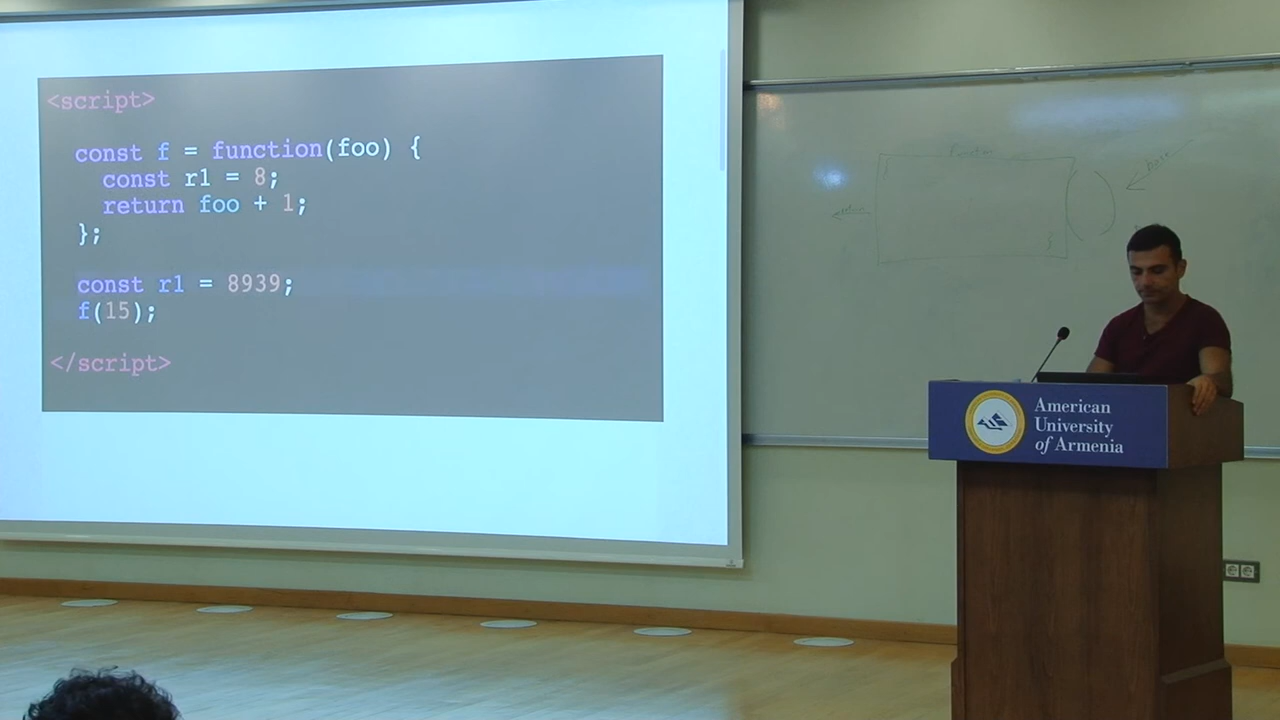 <script>
const f = function(foo) {
const r1 = 8;
return foo + 1;
};
const r1 = 8939;
f(15);
</script>
American
University
of Armenia